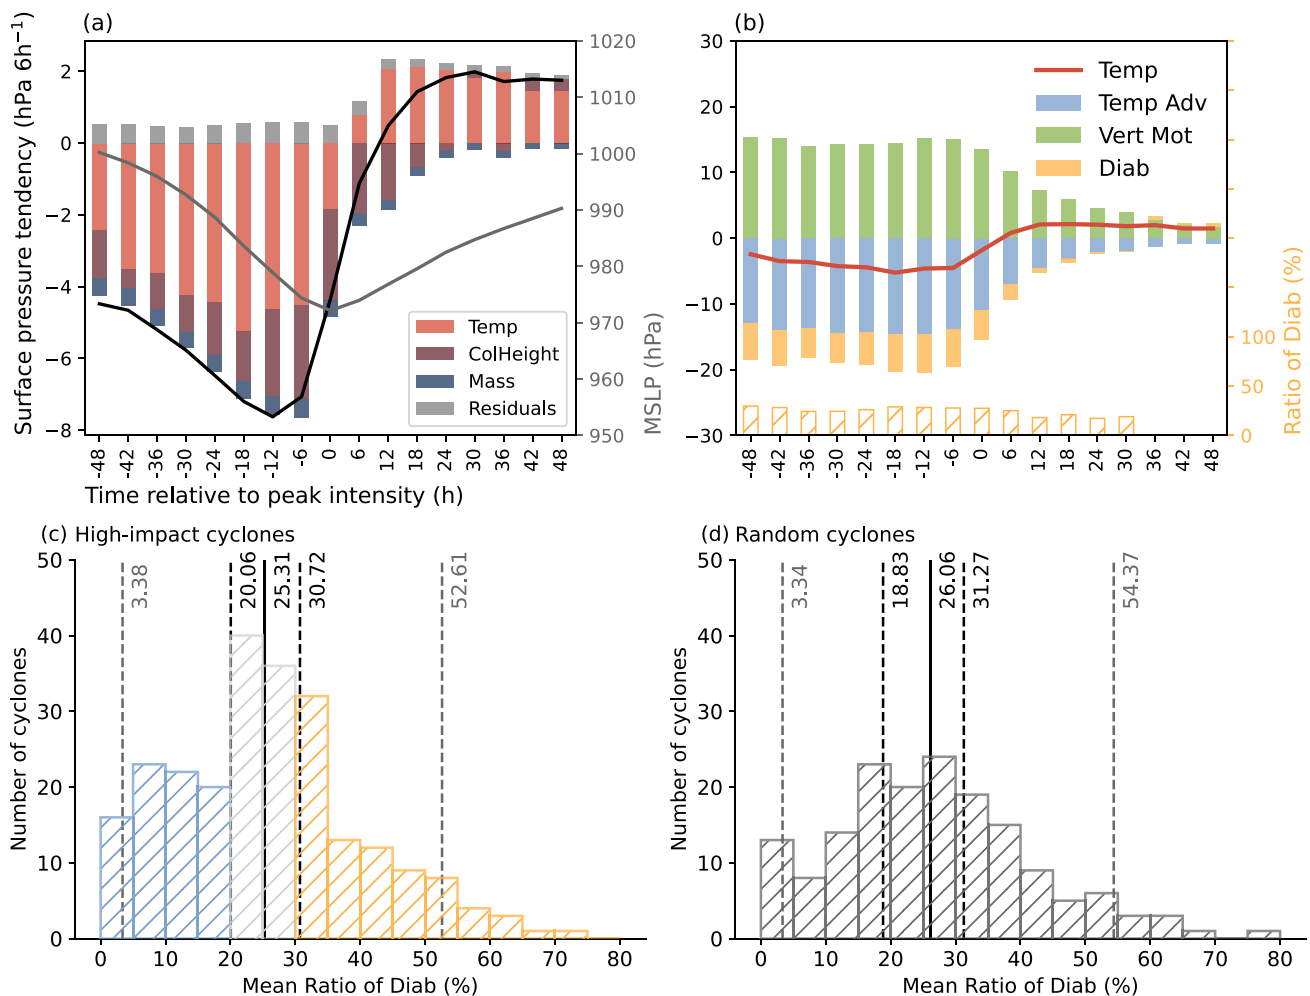 (a)
Surface pressure tendency (hPa 6h⁻¹)
2
0
−2
−4
−6
−8
1020
1010
1000
990
980
970
960
950
MSLP (hPa)
Temp
ColHeight
Mass
Residuals
-48 -42 -36 -30 -24 -18 -12 -6 0 6 12 18 24 30 36 42 48
Time relative to peak intensity (h)
(b)
30
20
10
0
−10
−20
−30
Temp
Temp Adv
Vert Mot
Diab
100
50
0
Ratio of Diab (%)
-48 -42 -36 -30 -24 -18 -12 -6 0 6 12 18 24 30 36 42 48
(c) High-impact cyclones
50
40
30
20
10
0
Number of cyclones
3.38
20.06
25.31
30.72
52.61
0 10 20 30 40 50 60 70 80
Mean Ratio of Diab (%)
(d) Random cyclones
50
40
30
20
10
0
Number of cyclones
3.34
18.83
26.06
31.27
54.37
0 10 20 30 40 50 60 70 80
Mean Ratio of Diab (%)